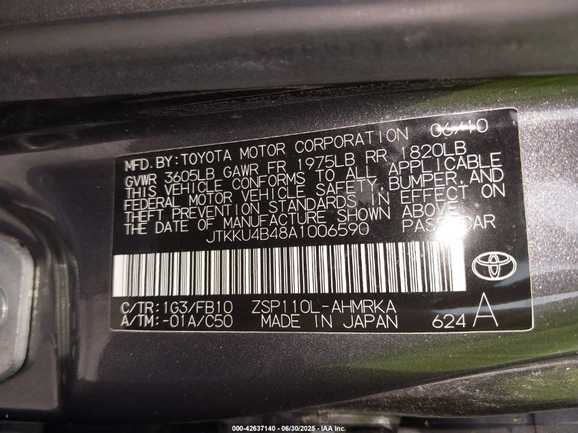 MFD. BY: TOYOTA MOTOR CORPORATION 06/10
GVWR 3605LB GAWR FR 1975LB RR 1820LB
THIS VEHICLE CONFORMS TO ALL APPLICABLE
FEDERAL MOTOR VEHICLE SAFETY, BUMPER, AND
THEFT PREVENTION STANDARDS IN EFFECT ON
THE DATE OF MANUFACTURE SHOWN ABOVE.
JTKKU4B48A1006590 PASS. CAR
C/TR: 1G3/FB10 ZSP110L-AHMRKA
A/TM: -01A/C50 MADE IN JAPAN 624 A
TOYOTA
000-42637140 - 06/30/2025 - IAA Inc.